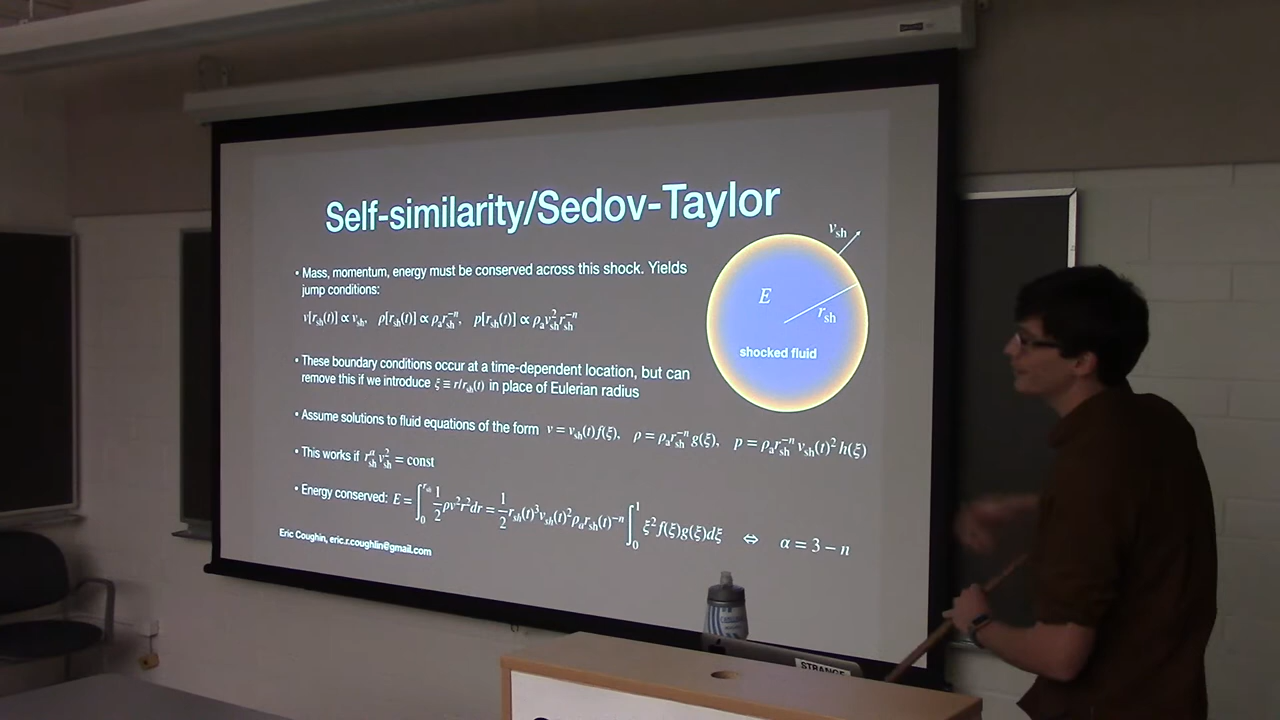 Self-similarity/Sedov-Taylor
• Mass, momentum, energy must be conserved across this shock. Yields
jump conditions:
v[r_sh(t)] ∝ v_sh, ρ[r_sh(t)] ∝ ρ_a r_sh^{-n}, p[r_sh(t)] ∝ ρ_a v_sh^2 r_sh^{-n}
• These boundary conditions occur at a time-dependent location, but can
remove this if we introduce ξ ≡ r/r_sh(t) in place of Eulerian radius
• Assume solutions to fluid equations of the form v = v_sh(t) f(ξ), ρ = ρ_a r_sh^{-n} g(ξ), p = ρ_a r_sh^{-n} v_sh(t)^2 h(ξ)
• This works if r_sh^α v_sh^2 = const
• Energy conserved: E = ∫_0^{r_sh} 1/2 ρv^2r^2dr = 1/2 r_sh(t)^3 v_sh(t)^2 ρ_a r_sh(t)^{-n} ∫_0^1 ξ^2 f(ξ)g(ξ)dξ ⇔ α = 3 − n
Eric Coughin, eric.r.coughlin@gmail.com
v_sh
E
r_sh
shocked fluid
STRANGE